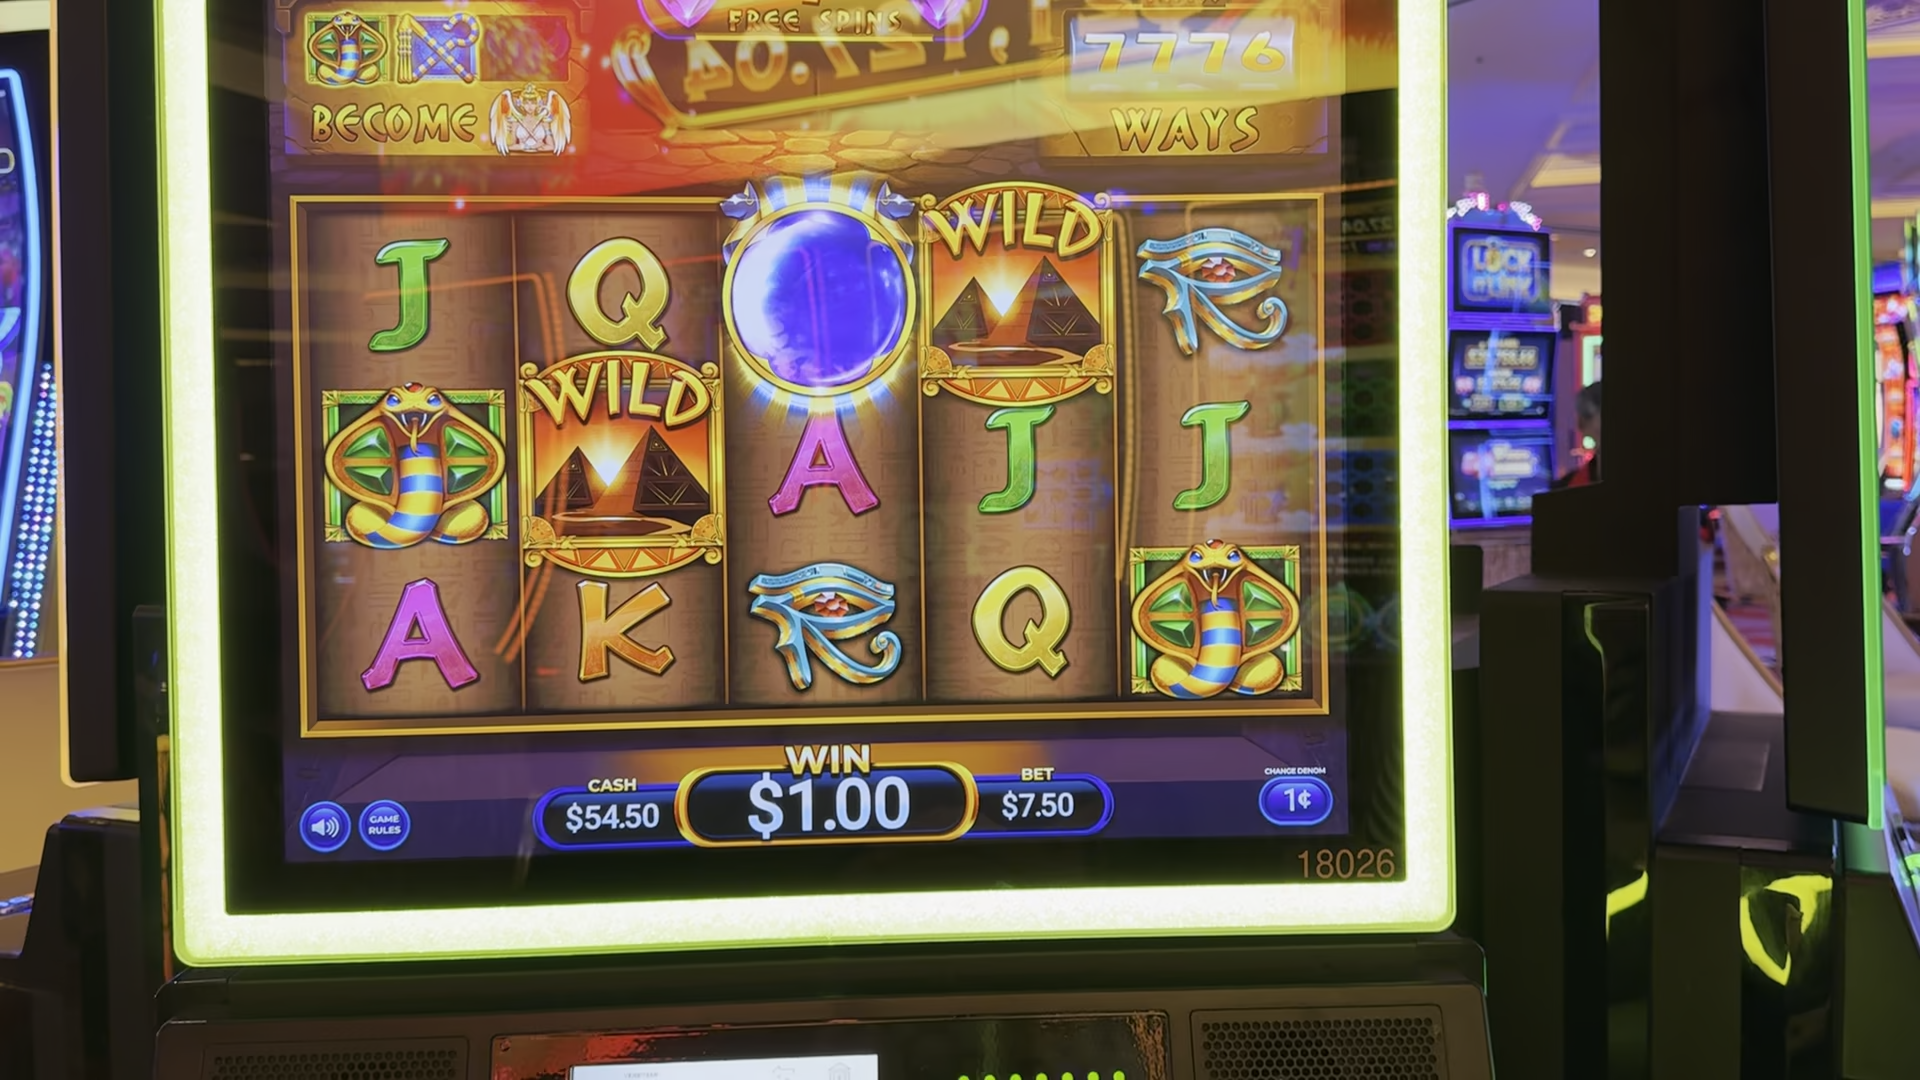 FREE SPINS
7776
BECOME
WAYS
WILD
J Q
WILD
J J
A
A K Q
WIN
$1.00
CASH
$54.50
BET
$7.50
CHANGE DENOM
1¢
GAME
RULES
18026
LOCK